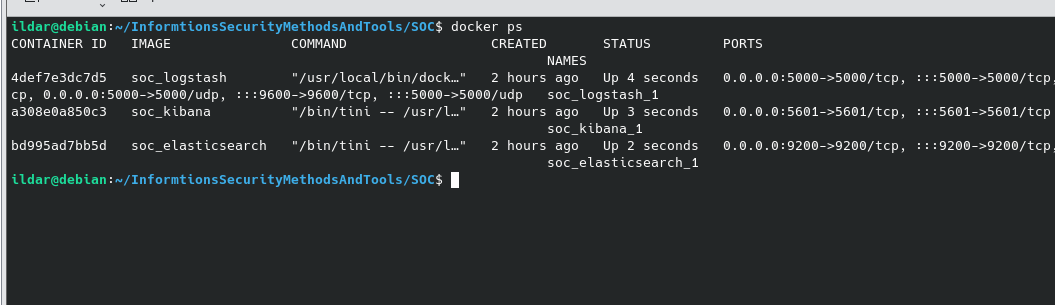 ildar@debian:~/InformtionsSecurityMethodsAndTools/SOC$ docker ps
CONTAINER ID   IMAGE               COMMAND                  CREATED       STATUS         PORTS
                                                                   NAMES
4def7e3dc7d5   soc_logstash        "/usr/local/bin/dock…"   2 hours ago   Up 4 seconds   0.0.0.0:5000->5000/tcp, :::5000->5000/tcp,
cp, 0.0.0.0:5000->5000/udp, :::9600->9600/tcp, :::5000->5000/udp   soc_logstash_1
a308e0a850c3   soc_kibana          "/bin/tini -- /usr/l…"   2 hours ago   Up 3 seconds   0.0.0.0:5601->5601/tcp, :::5601->5601/tcp
                                                                   soc_kibana_1
bd995ad7bb5d   soc_elasticsearch   "/bin/tini -- /usr/l…"   2 hours ago   Up 2 seconds   0.0.0.0:9200->9200/tcp, :::9200->9200/tcp,
                                                                   soc_elasticsearch_1
ildar@debian:~/InformtionsSecurityMethodsAndTools/SOC$